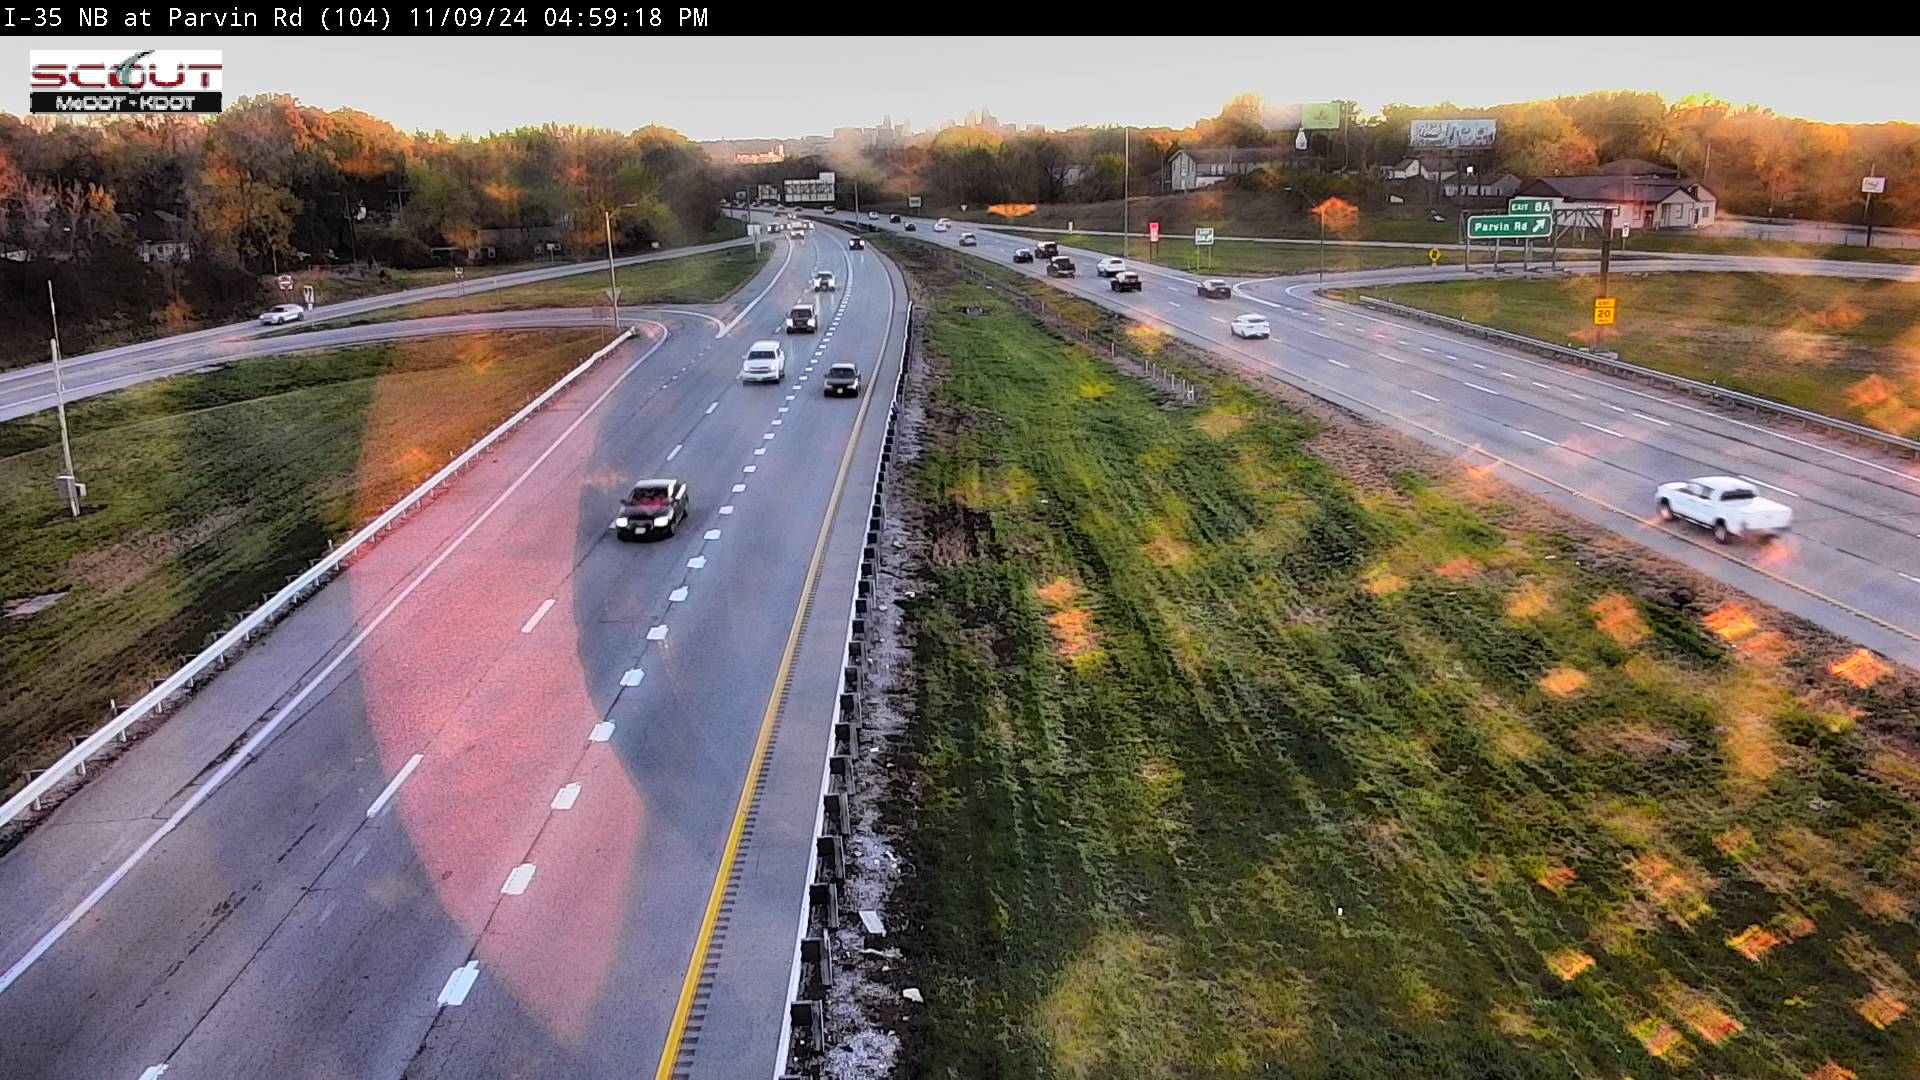 I-35 NB at Parvin Rd (104) 11/09/24 04:59:18 PM
SCOUT
MoDOT - KDOT
EXIT 8A
Parvin Rd
EXIT
20